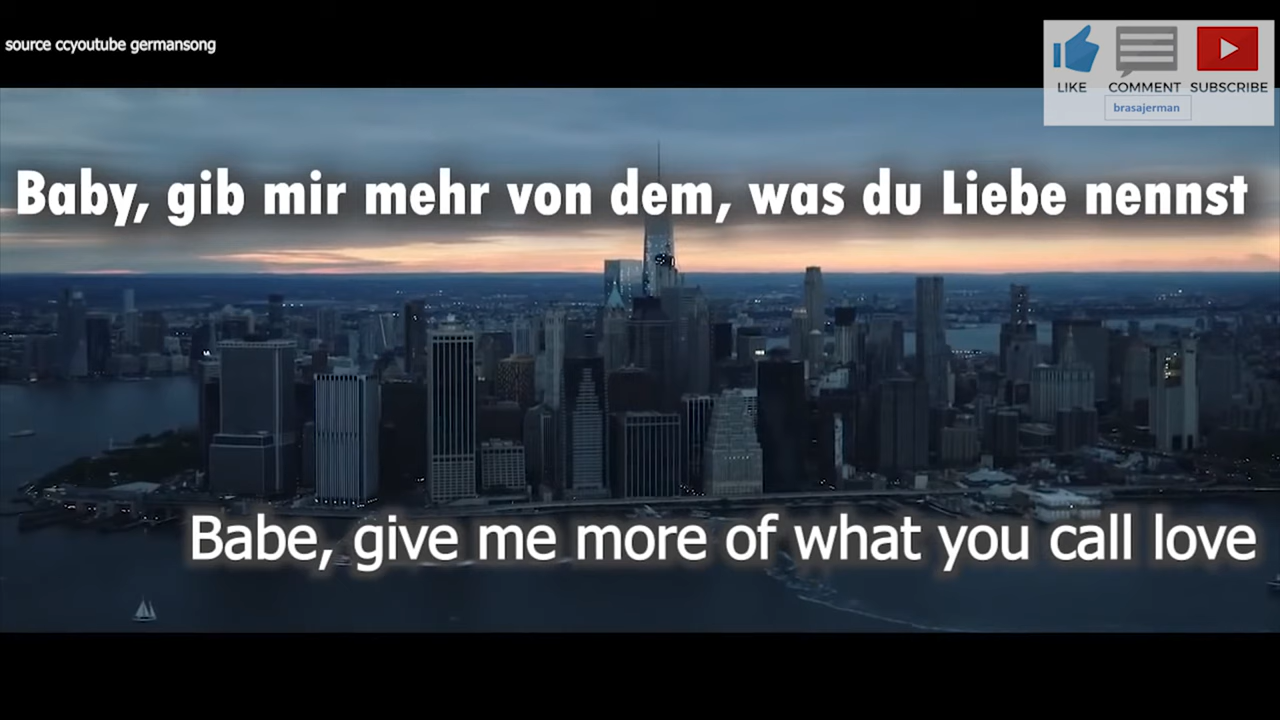 source ccyoutube germansong
LIKE COMMENT SUBSCRIBE
brasajerman
Baby, gib mir mehr von dem, was du Liebe nennst
Babe, give me more of what you call love